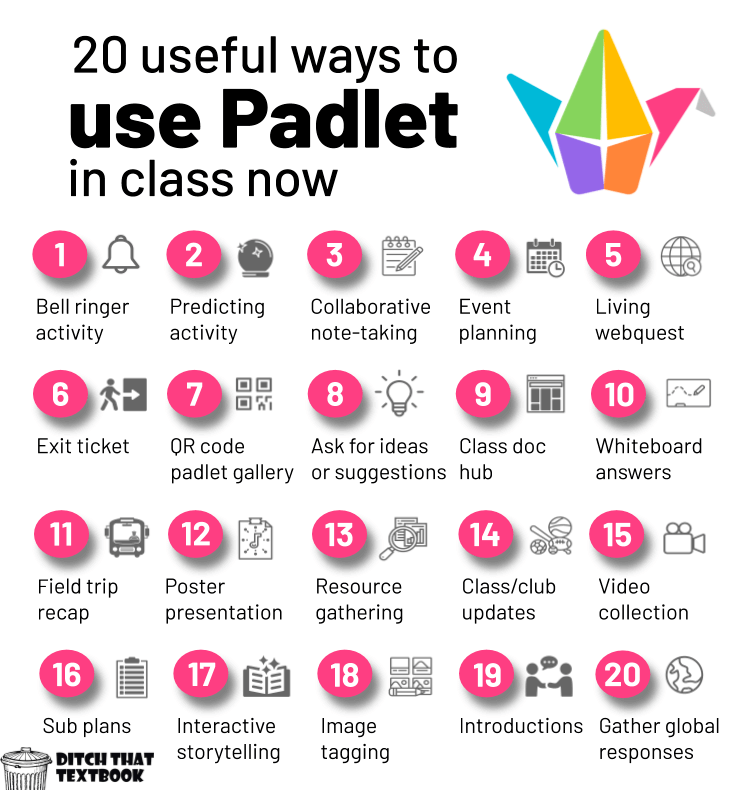 20 useful ways to
use Padlet
in class now
1
Bell ringer
activity
2
Predicting
activity
3
Collaborative
note-taking
4
Event
planning
5
Living
webquest
6
Exit ticket
7
QR code
padlet gallery
8
Ask for ideas
or suggestions
9
Class doc
hub
10
Whiteboard
answers
11
Field trip
recap
12
Poster
presentation
13
Resource
gathering
14
Class/club
updates
15
Video
collection
16
Sub plans
17
Interactive
storytelling
18
Image
tagging
19
Introductions
20
Gather global
responses
DITCH THAT
TEXTBOOK